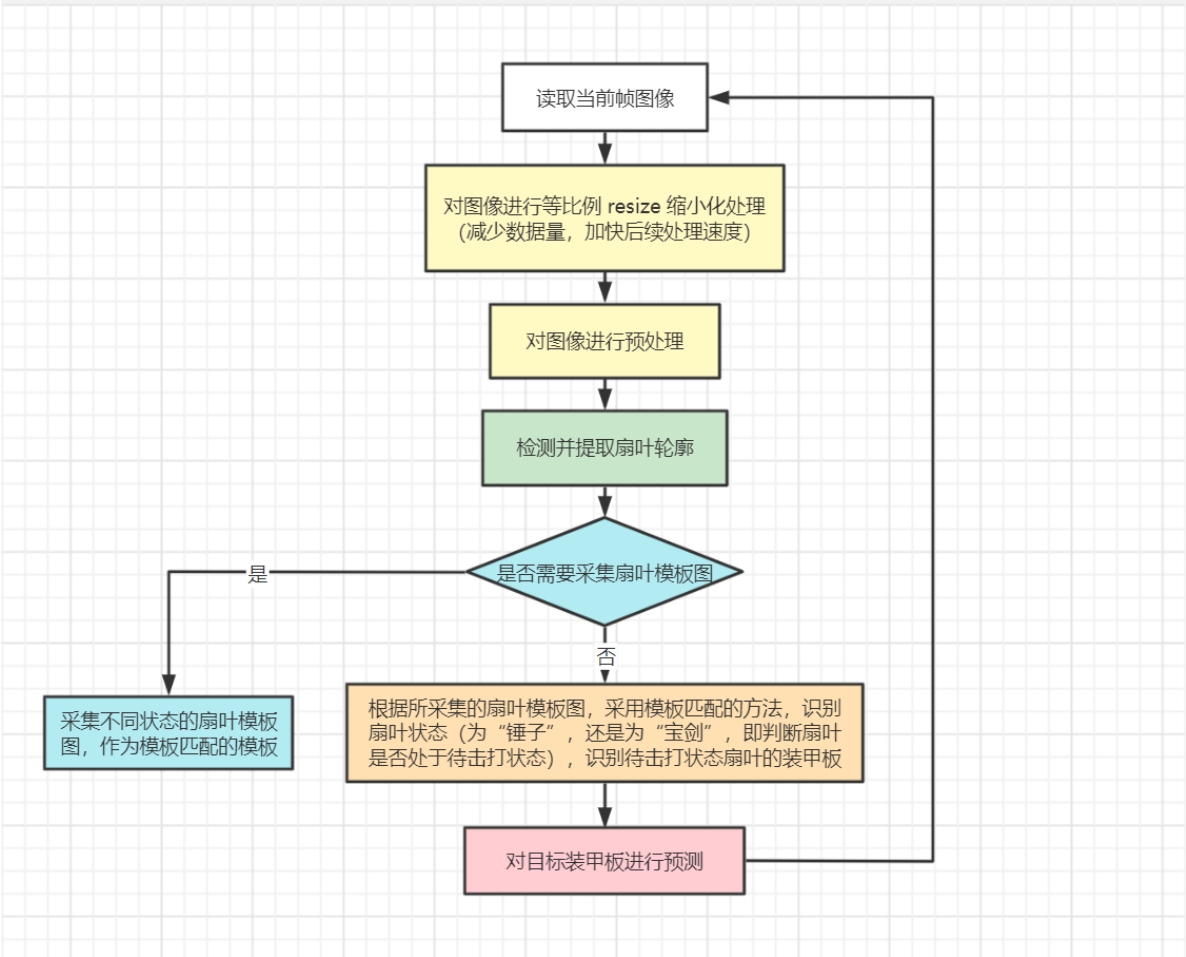 读取当前帧图像
对图像进行等比例 resize 缩小化处理
（减少数据量，加快后续处理速度）
对图像进行预处理
检测并提取扇叶轮廓
是否需要采集扇叶模板图
是
否
采集不同状态的扇叶模板
图，作为模板匹配的模板
根据所采集的扇叶模板图，采用模板匹配的方法，识别
扇叶状态（为“锤子”，还是为“宝剑”，即判断扇叶
是否处于待击打状态），识别待击打状态扇叶的装甲板
对目标装甲板进行预测